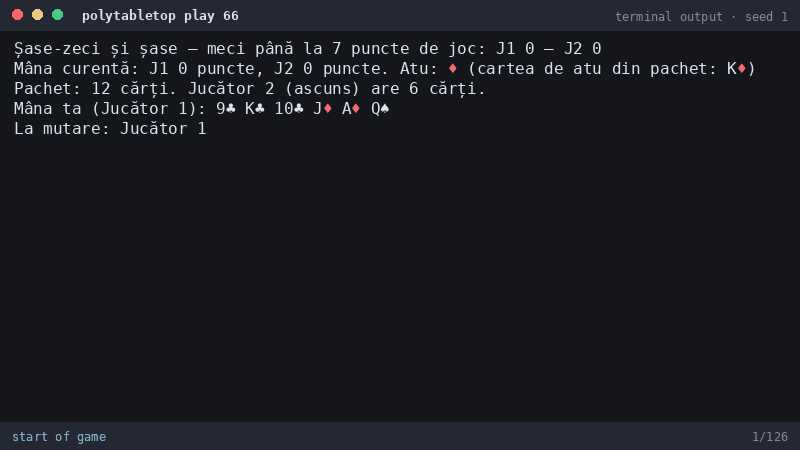 polytabletop play 66
terminal output · seed 1
Șase-zeci și șase — meci până la 7 puncte de joc: J1 0 — J2 0
Mâna curentă: J1 0 puncte, J2 0 puncte. Atu: ♦ (cartea de atu din pachet: K♦)
Pachet: 12 cărți. Jucător 2 (ascuns) are 6 cărți.
Mâna ta (Jucător 1): 9♣ K♣ 10♣ J♦ A♦ Q♠
La mutare: Jucător 1
start of game
1/126